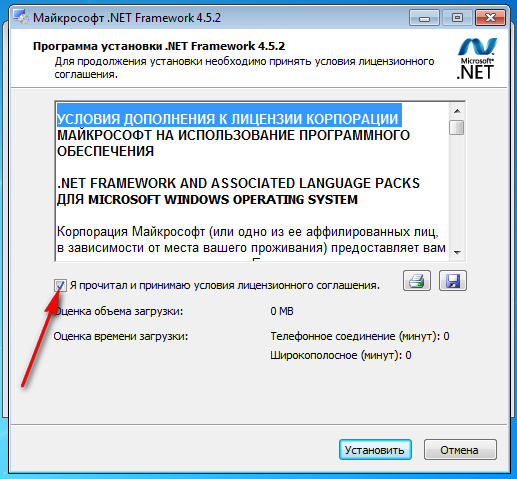 Майкрософт .NET Framework 4.5.2
Программа установки .NET Framework 4.5.2
Для продолжения установки необходимо принять условия лицензионного
соглашения.
Microsoft®
.NET
УСЛОВИЯ ДОПОЛНЕНИЯ К ЛИЦЕНЗИИ КОРПОРАЦИИ
МАЙКРОСОФТ НА ИСПОЛЬЗОВАНИЕ ПРОГРАММНОГО
ОБЕСПЕЧЕНИЯ
.NET FRAMEWORK AND ASSOCIATED LANGUAGE PACKS
ДЛЯ MICROSOFT WINDOWS OPERATING SYSTEM
Корпорация Майкрософт (или одно из ее аффилированных лиц,
в зависимости от места вашего проживания) предоставляет вам
Я прочитал и принимаю условия лицензионного соглашения.
Оценка объема загрузки: 0 MB
Оценка времени загрузки: Телефонное соединение (минут): 0
Широкополосное (минут): 0
Установить Отмена